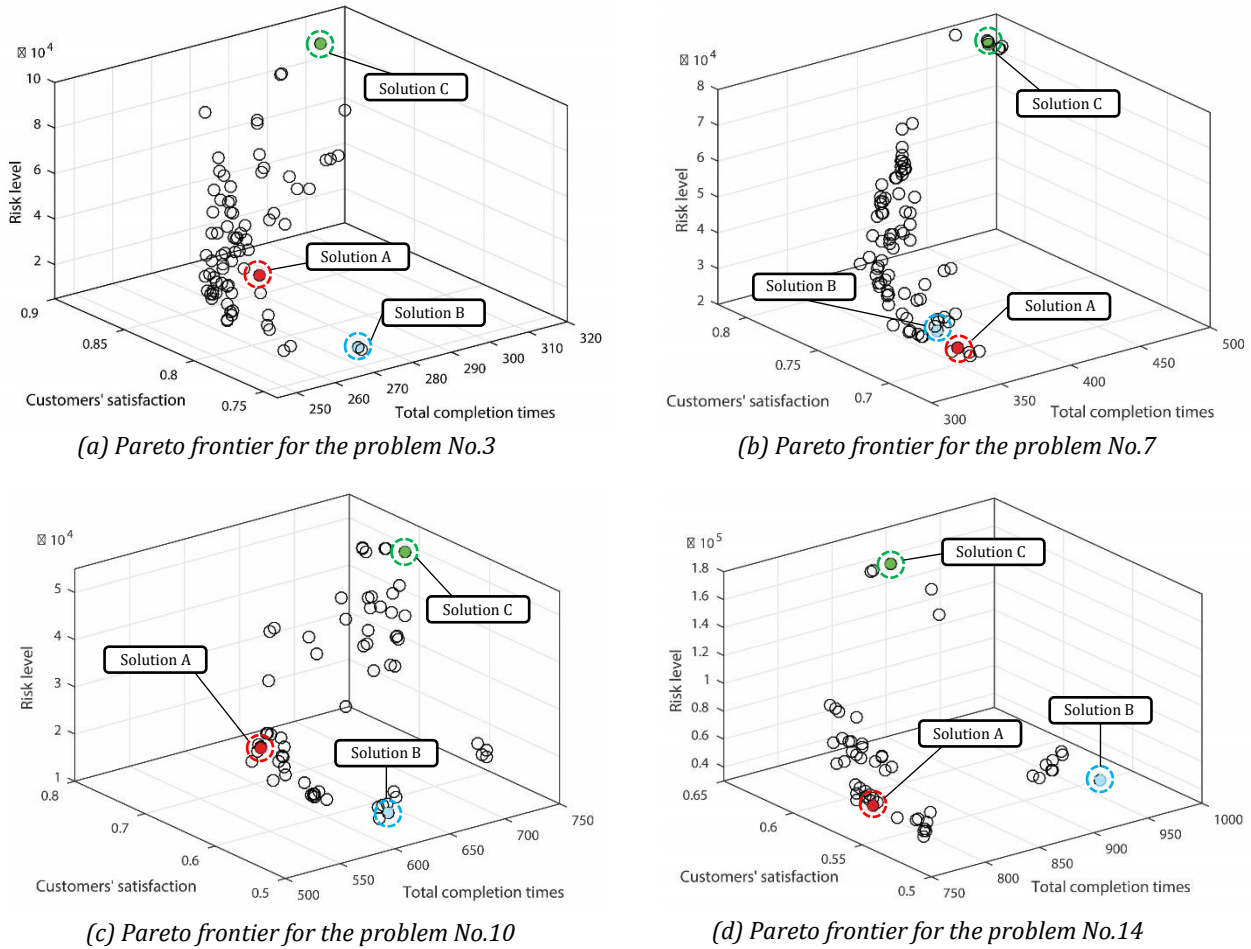 ⍰ 10⁴
10
8
6
4
2
Risk level
Solution C
Solution A
Solution B
0.9
0.85
0.8
0.75
Customers' satisfaction
250
260
270
280
290
300
310
320
Total completion times
(a) Pareto frontier for the problem No.3
⍰ 10⁴
8
7
6
5
4
3
2
Risk level
Solution C
Solution B
Solution A
0.8
0.75
0.7
Customers' satisfaction
300
350
400
450
500
Total completion times
(b) Pareto frontier for the problem No.7
⍰ 10⁴
5
4
3
2
1
Risk level
Solution C
Solution A
Solution B
0.8
0.7
0.6
0.5
Customers' satisfaction
500
550
600
650
700
750
Total completion times
(c) Pareto frontier for the problem No.10
⍰ 10⁵
1.8
1.6
1.4
1.2
1
0.8
0.6
0.4
Risk level
Solution C
Solution B
Solution A
0.65
0.6
0.55
0.5
Customers' satisfaction
750
800
850
900
950
1000
Total completion times
(d) Pareto frontier for the problem No.14